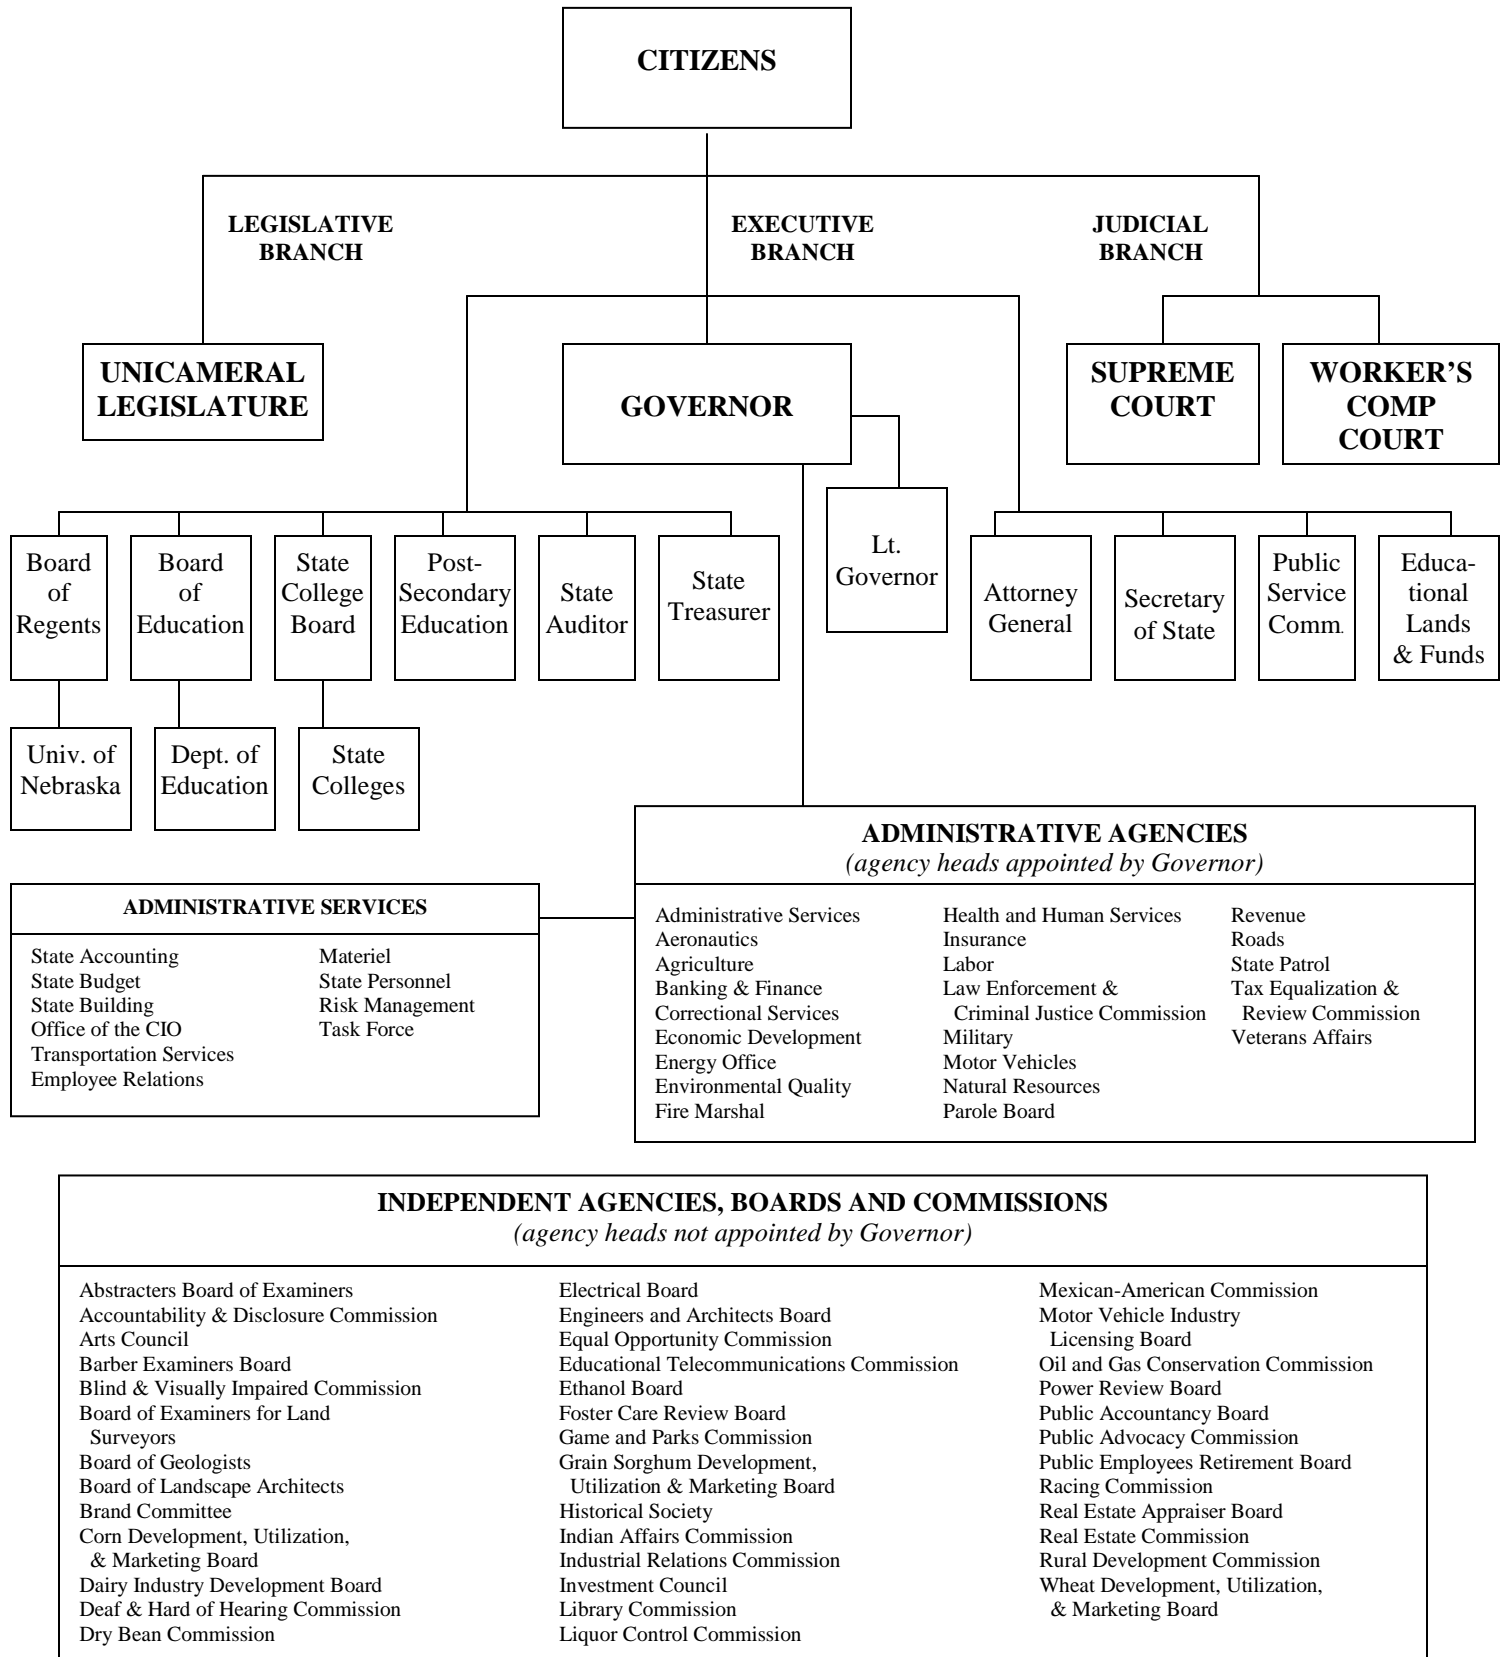 CITIZENS
LEGISLATIVE
BRANCH
EXECUTIVE
BRANCH
JUDICIAL
BRANCH
UNICAMERAL
LEGISLATURE
GOVERNOR
SUPREME
COURT
WORKER’S
COMP
COURT
Lt.
Governor
Board
of
Regents
Board
of
Education
State
College
Board
Post-
Secondary
Education
State
Auditor
State
Treasurer
Attorney
General
Secretary
of State
Public
Service
Comm.
Educa-
tional
Lands
& Funds
Univ. of
Nebraska
Dept. of
Education
State
Colleges
ADMINISTRATIVE AGENCIES
(agency heads appointed by Governor)
Administrative Services
Aeronautics
Agriculture
Banking & Finance
Correctional Services
Economic Development
Energy Office
Environmental Quality
Fire Marshal
Health and Human Services
Insurance
Labor
Law Enforcement &
Criminal Justice Commission
Military
Motor Vehicles
Natural Resources
Parole Board
Revenue
Roads
State Patrol
Tax Equalization &
Review Commission
Veterans Affairs
ADMINISTRATIVE SERVICES
State Accounting
State Budget
State Building
Office of the CIO
Transportation Services
Employee Relations
Materiel
State Personnel
Risk Management
Task Force
INDEPENDENT AGENCIES, BOARDS AND COMMISSIONS
(agency heads not appointed by Governor)
Abstracters Board of Examiners
Accountability & Disclosure Commission
Arts Council
Barber Examiners Board
Blind & Visually Impaired Commission
Board of Examiners for Land
Surveyors
Board of Geologists
Board of Landscape Architects
Brand Committee
Corn Development, Utilization,
& Marketing Board
Dairy Industry Development Board
Deaf & Hard of Hearing Commission
Dry Bean Commission
Electrical Board
Engineers and Architects Board
Equal Opportunity Commission
Educational Telecommunications Commission
Ethanol Board
Foster Care Review Board
Game and Parks Commission
Grain Sorghum Development,
Utilization & Marketing Board
Historical Society
Indian Affairs Commission
Industrial Relations Commission
Investment Council
Library Commission
Liquor Control Commission
Mexican-American Commission
Motor Vehicle Industry
Licensing Board
Oil and Gas Conservation Commission
Power Review Board
Public Accountancy Board
Public Advocacy Commission
Public Employees Retirement Board
Racing Commission
Real Estate Appraiser Board
Real Estate Commission
Rural Development Commission
Wheat Development, Utilization,
& Marketing Board